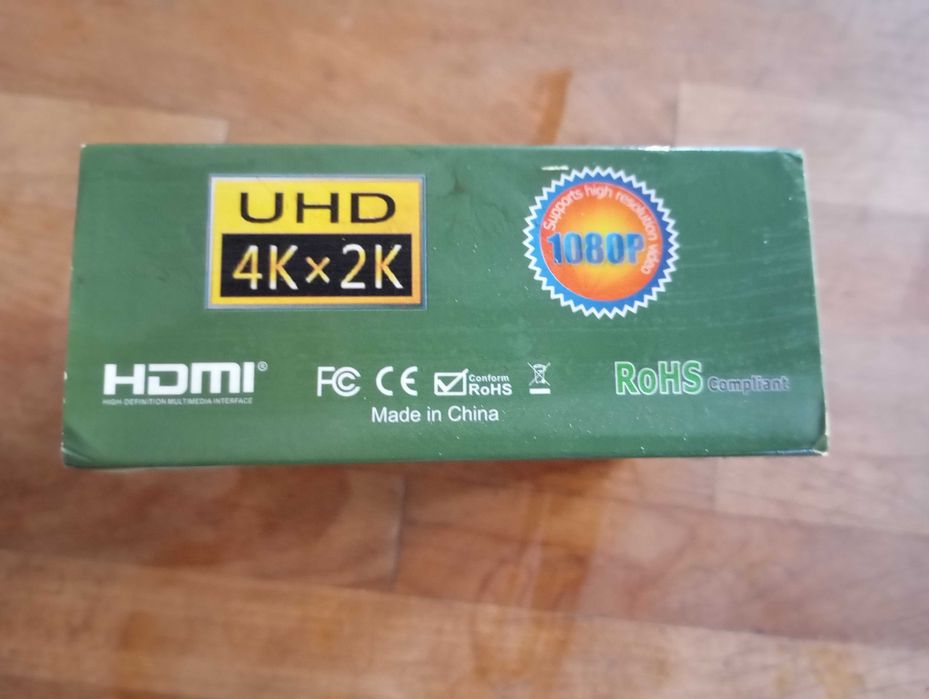 UHD
4K×2K
Supports high resolution video
1080P
HDMI®
HIGH-DEFINITION MULTIMEDIA INTERFACE
FC CE Conform
RoHS
Made in China
RoHS Compliant